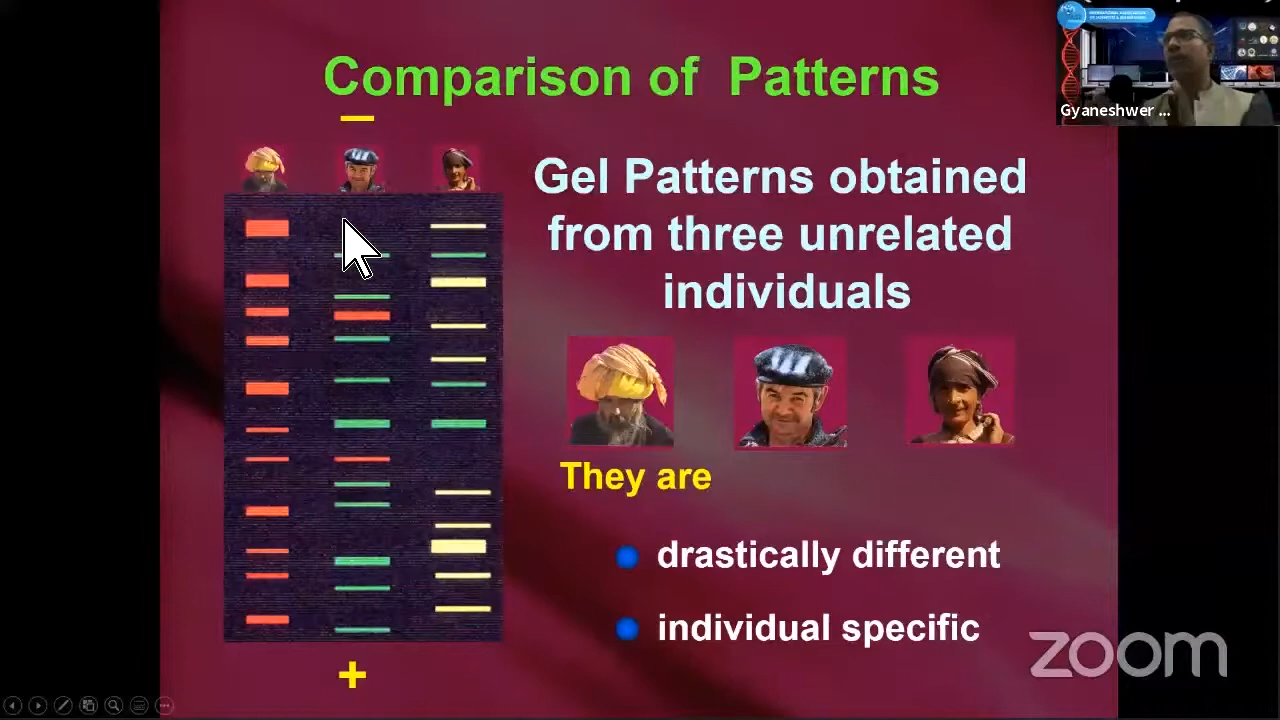 Comparison of Patterns
Gyaneshwer ...
Gel Patterns obtained
from three unrelated
individuals
They are
drastically different
individual specific
+
zoom